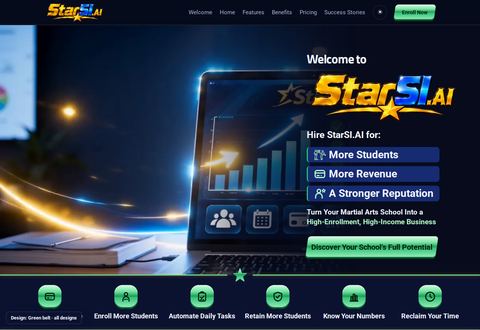 StarSI.AI
Welcome Home Features Benefits Pricing Success Stories
Enroll Now
Welcome to
StarSI.AI
Hire StarSI.AI for:
More Students
More Revenue
A Stronger Reputation
Turn Your Martial Arts School Into a
High-Enrollment, High-Income Business
Discover Your School's Full Potential
Enroll More Students Automate Daily Tasks Retain More Students Know Your Numbers Reclaim Your Time
Design: Green belt · all designs